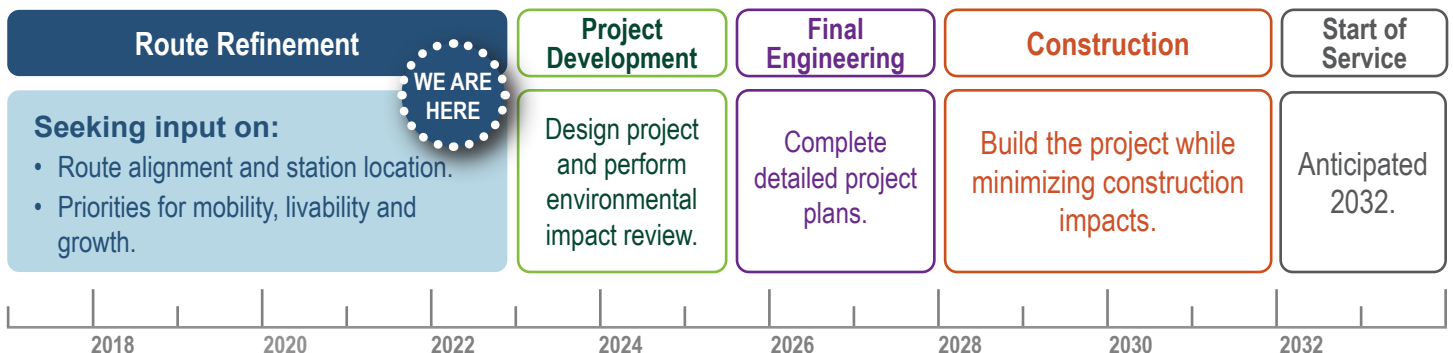 Route Refinement
WE ARE
HERE
Seeking input on:
• Route alignment and station location.
• Priorities for mobility, livability and
growth.
Project
Development
Design project
and perform
environmental
impact review.
Final
Engineering
Complete
detailed project
plans.
Construction
Build the project while
minimizing construction
impacts.
Start of
Service
Anticipated
2032.
2018 2020 2022 2024 2026 2028 2030 2032